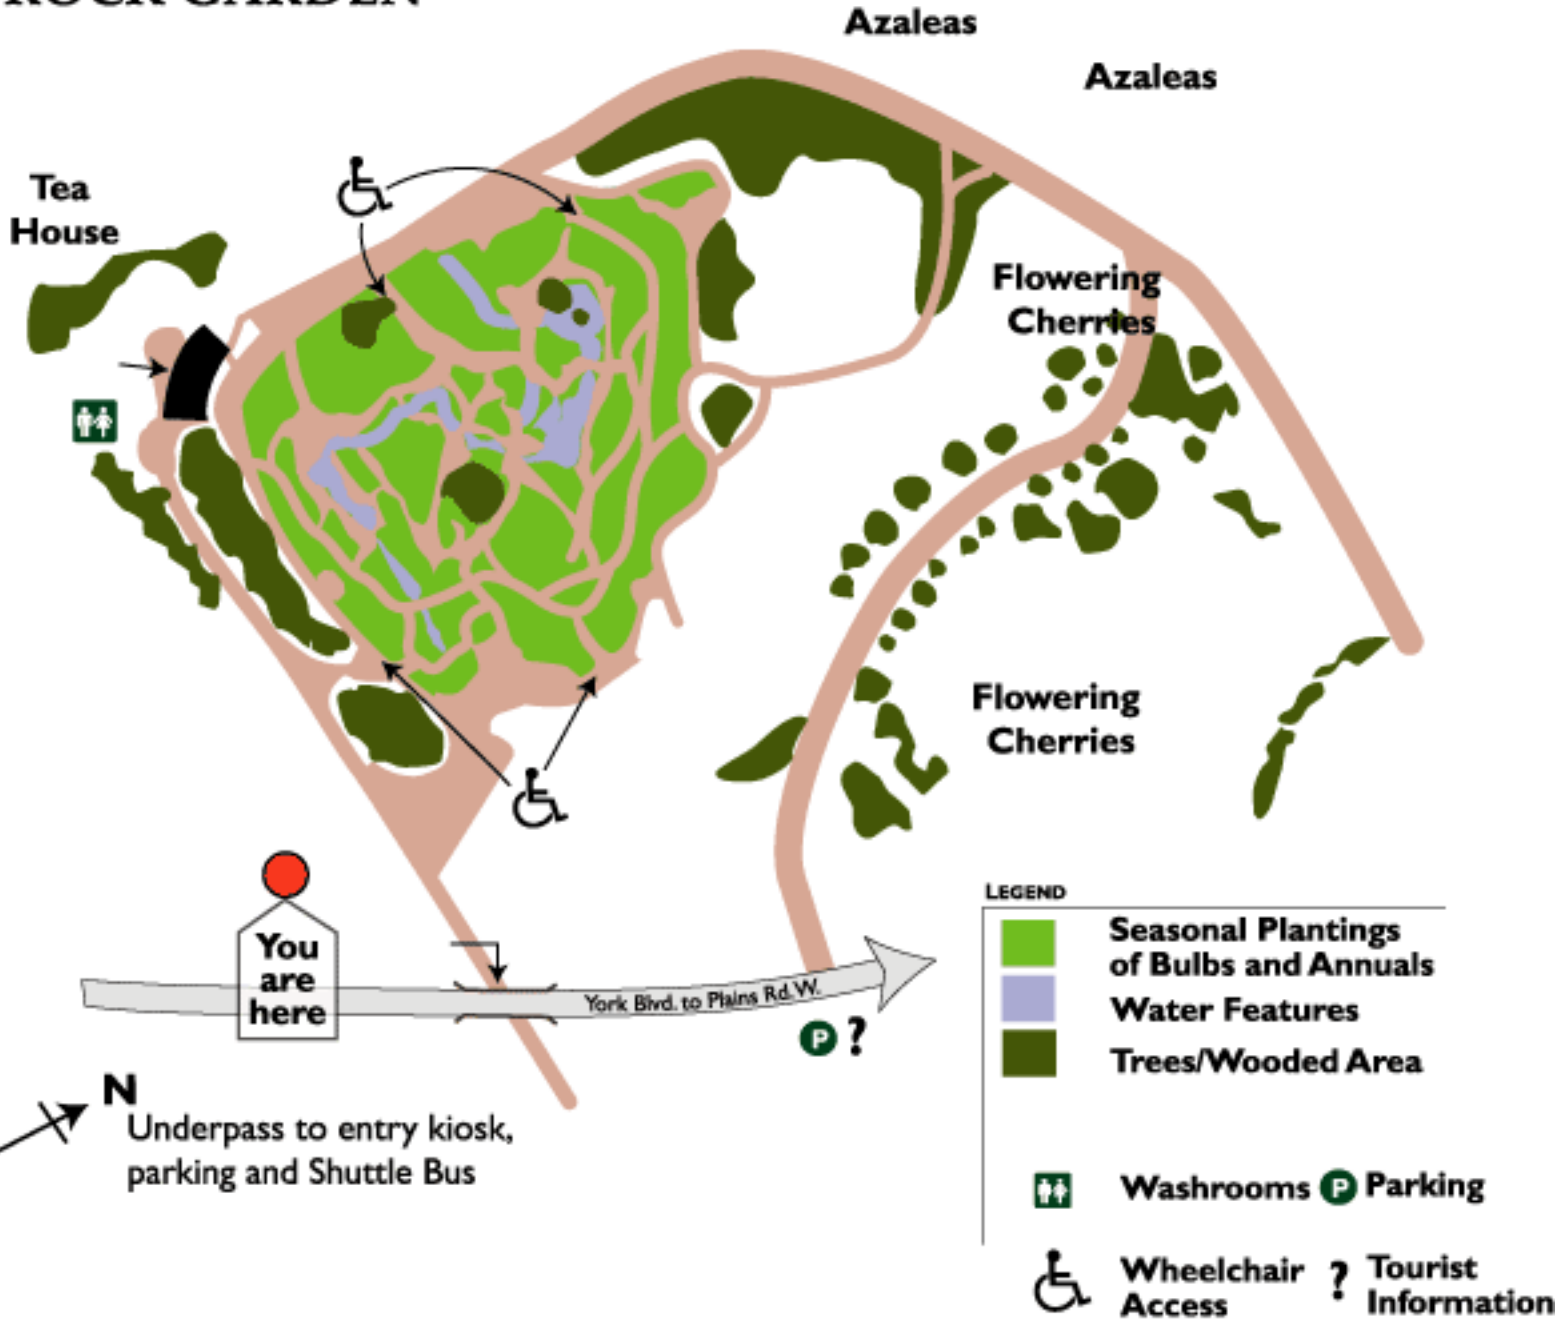 ROCK GARDEN
Azaleas
Azaleas
Tea
House
Flowering
Cherries
Flowering
Cherries
You
are
here
York Blvd. to Plains Rd. W.
P ?
N
Underpass to entry kiosk,
parking and Shuttle Bus
LEGEND
Seasonal Plantings
of Bulbs and Annuals
Water Features
Trees/Wooded Area
Washrooms P Parking
Wheelchair
Access
? Tourist
Information